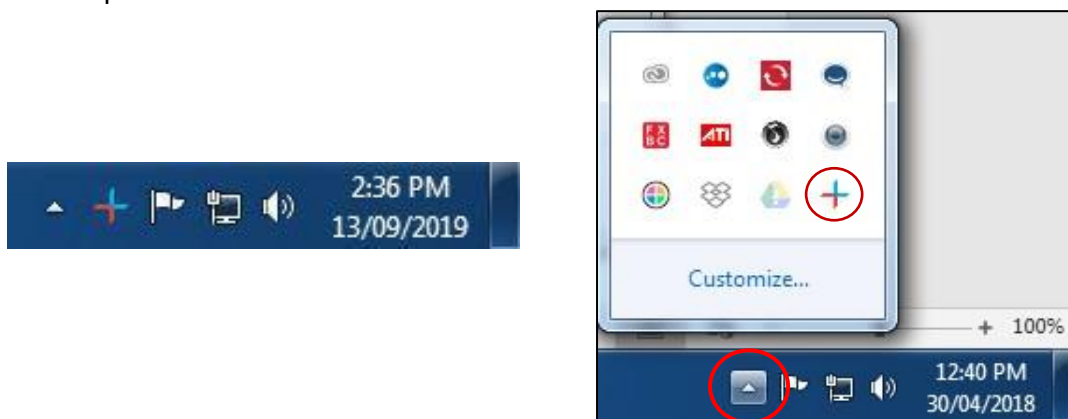 2:36 PM
13/09/2019
F X
B C
ATI
Customize...
100%
12:40 PM
30/04/2018